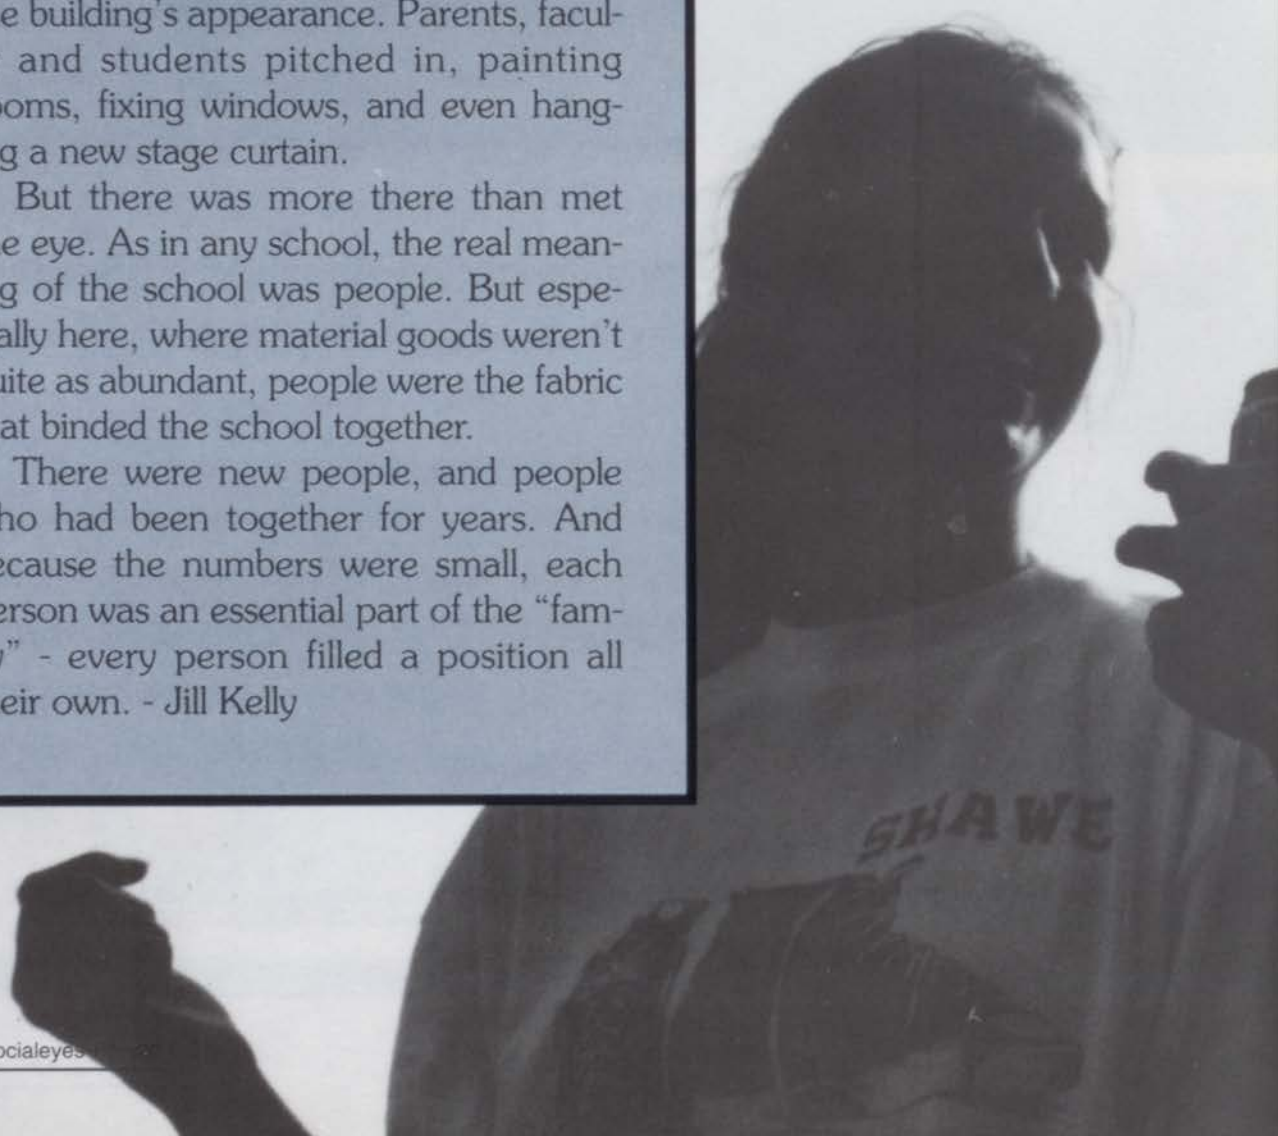 e building's appearance. Parents, facul-
and students pitched in, painting
ooms, fixing windows, and even hang-
g a new stage curtain.
But there was more there than met
e eye. As in any school, the real mean-
g of the school was people. But espe-
ally here, where material goods weren't
uite as abundant, people were the fabric
at binded the school together.
There were new people, and people
ho had been together for years. And
ecause the numbers were small, each
erson was an essential part of the “fam-
y” - every person filled a position all
eir own. - Jill Kelly
SHAWE
ocialeyes